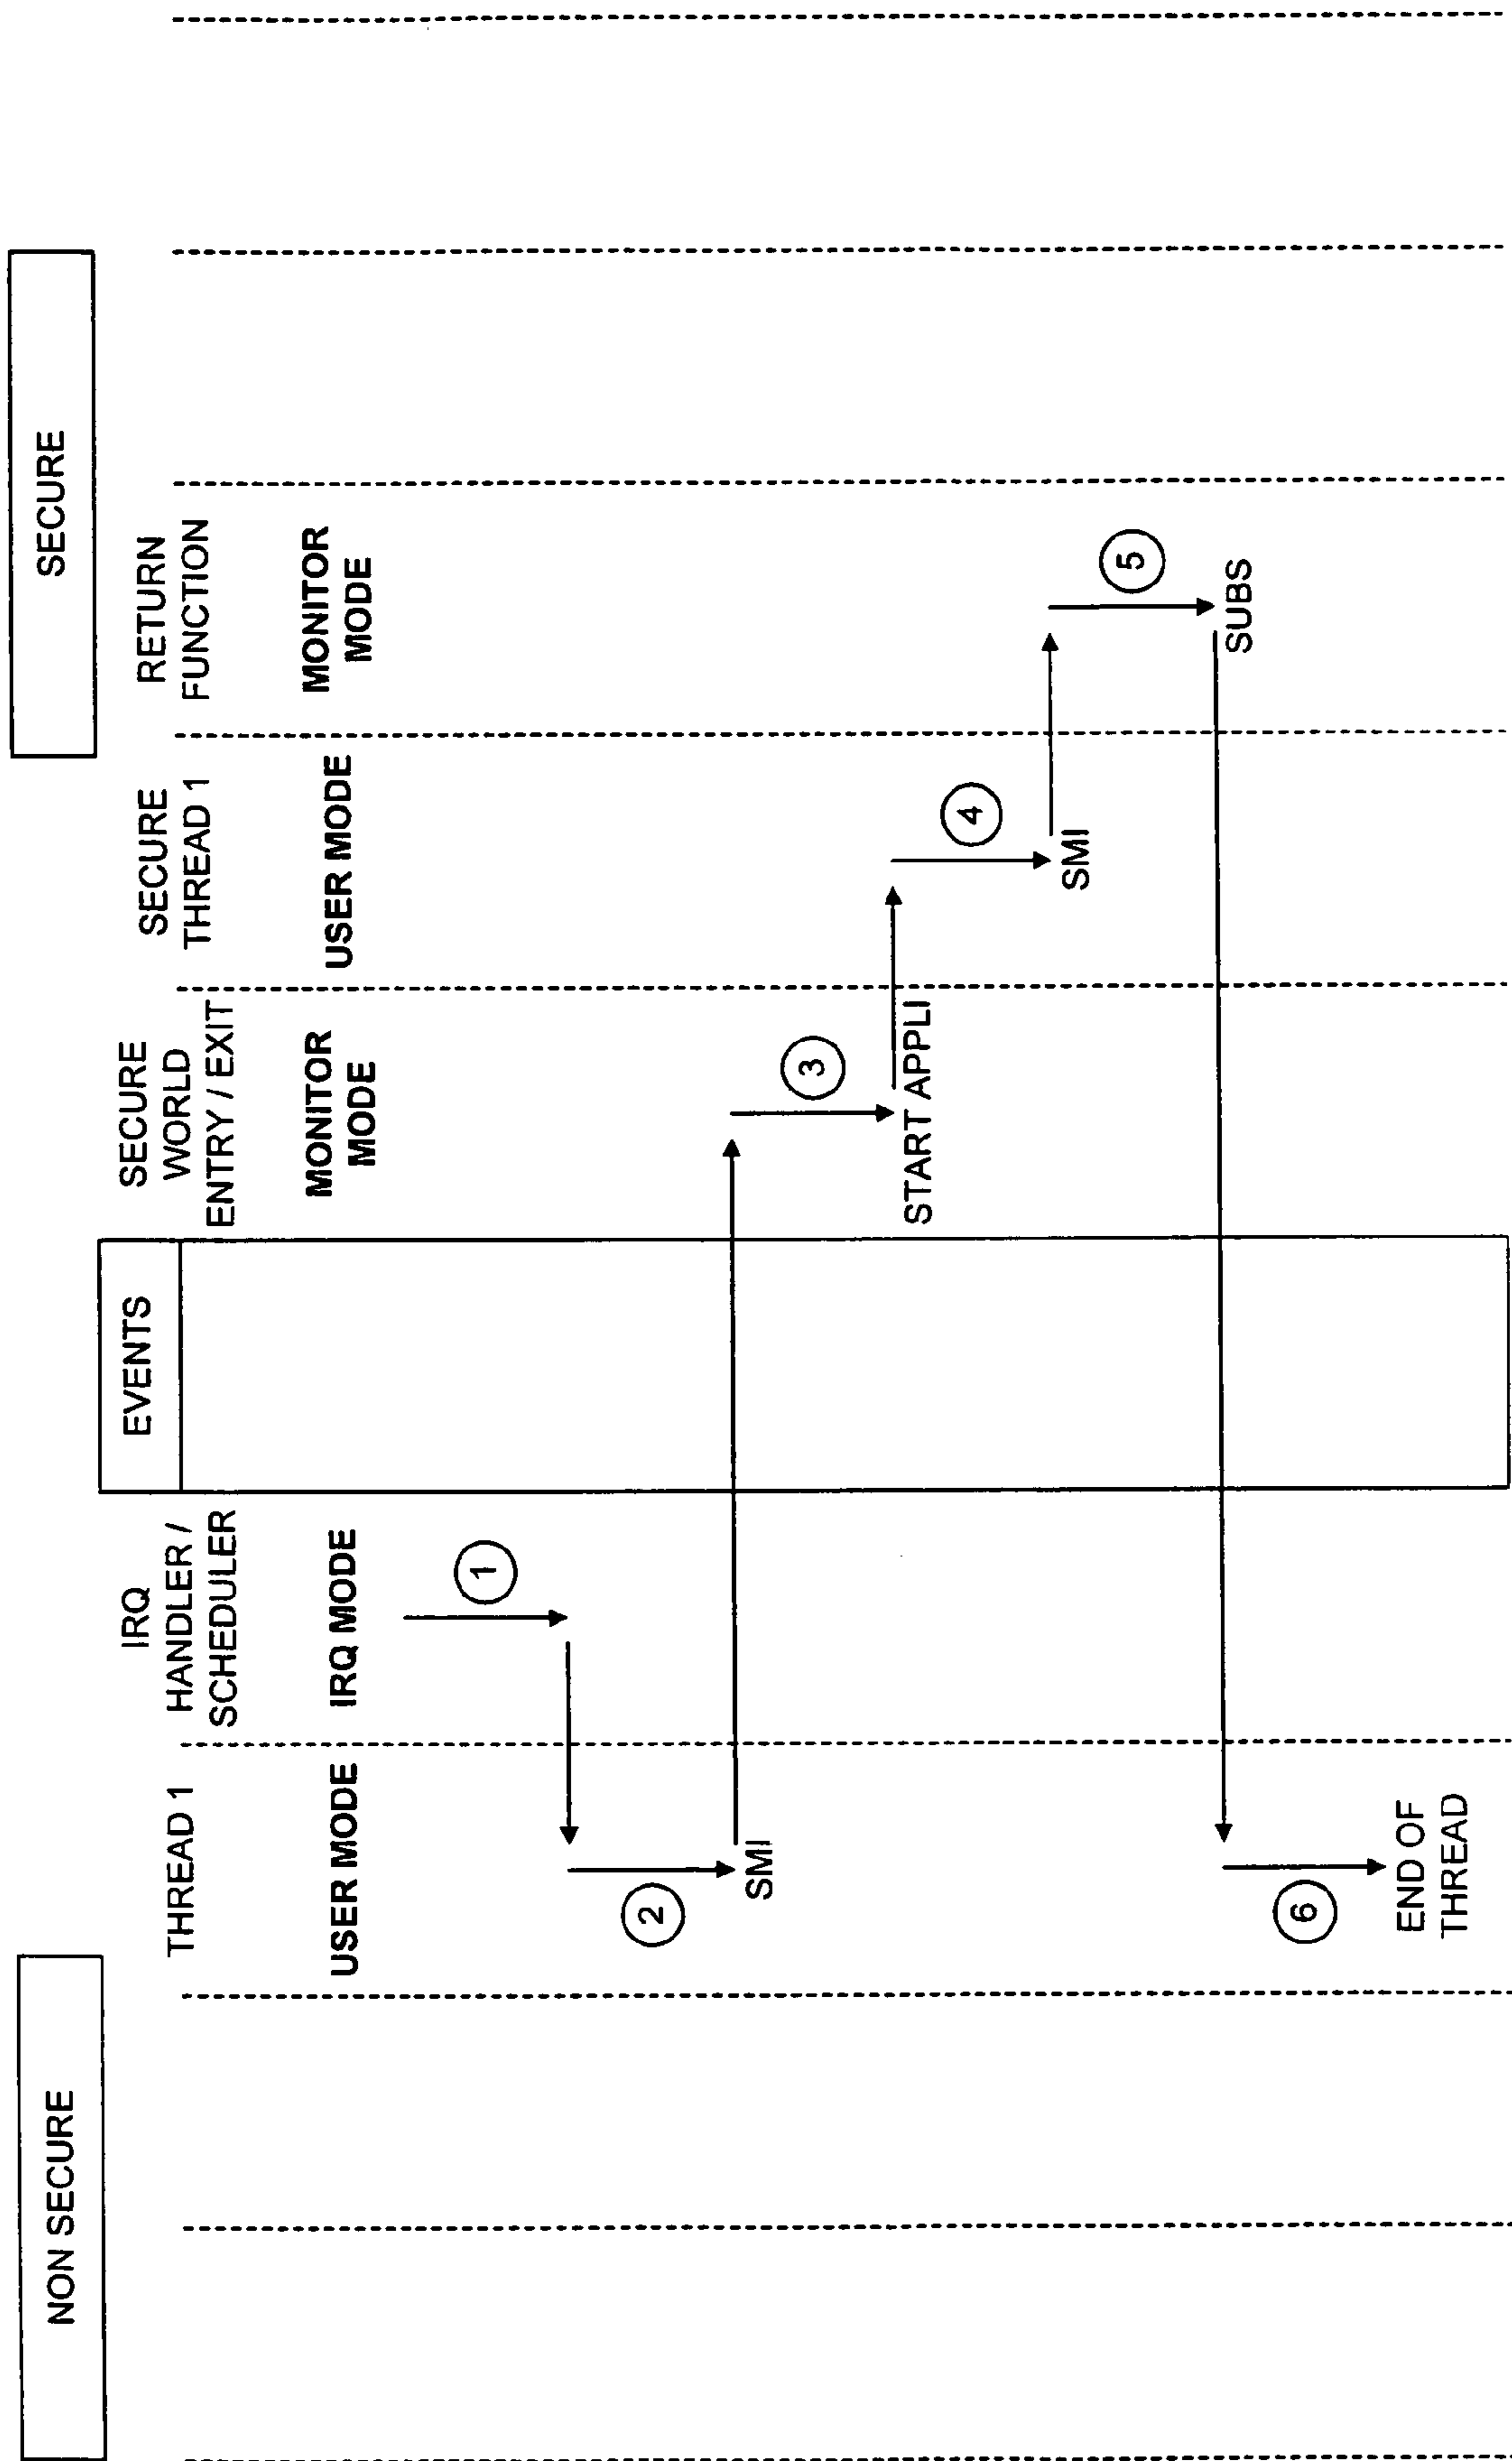 NON SECURE
SECURE
THREAD 1
USER MODE
IRQ
HANDLER /
SCHEDULER
IRQ MODE
EVENTS
SECURE
WORLD
ENTRY / EXIT
MONITOR
MODE
SECURE
THREAD 1
USER MODE
RETURN
FUNCTION
MONITOR
MODE
1
2
SMI
3
START APPLI
4
SMI
5
SUBS
6
END OF
THREAD